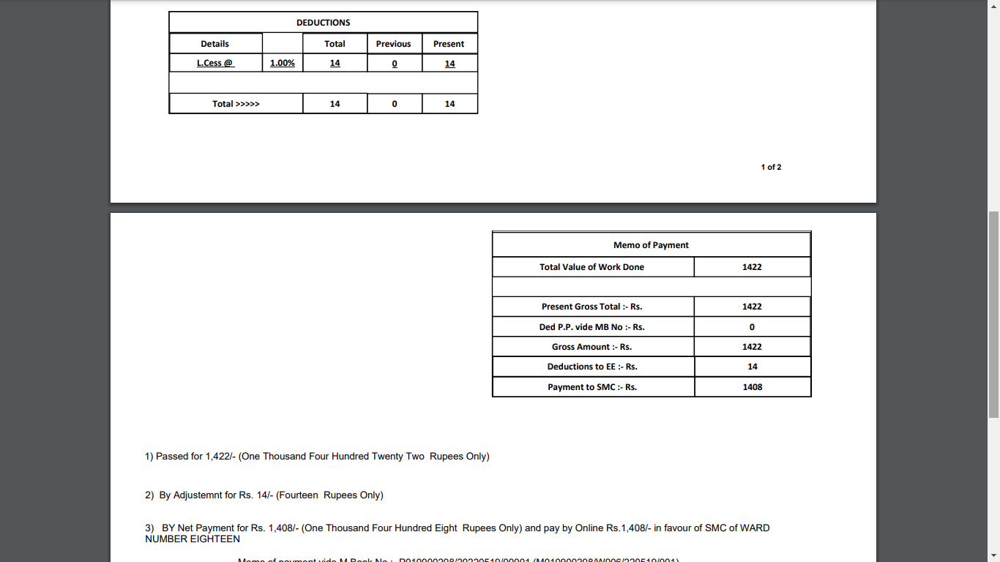 DEDUCTIONS
Details Total Previous Present
L.Cess @ 1.00% 14 0 14
Total >>>>> 14 0 14
1 of 2
Memo of Payment
Total Value of Work Done 1422
Present Gross Total :- Rs. 1422
Ded P.P. vide MB No :- Rs. 0
Gross Amount :- Rs. 1422
Deductions to EE :- Rs. 14
Payment to SMC :- Rs. 1408
1) Passed for 1,422/- (One Thousand Four Hundred Twenty Two Rupees Only)
2) By Adjustemnt for Rs. 14/- (Fourteen Rupees Only)
3) BY Net Payment for Rs. 1,408/- (One Thousand Four Hundred Eight Rupees Only) and pay by Online Rs.1,408/- in favour of SMC of WARD
NUMBER EIGHTEEN
Memo of payment vide M.Book No :-